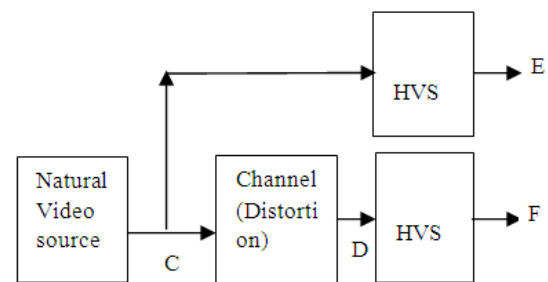 HVS
E
Natural
Video
source
C
Channel
(Distorti
on)
D
HVS
F